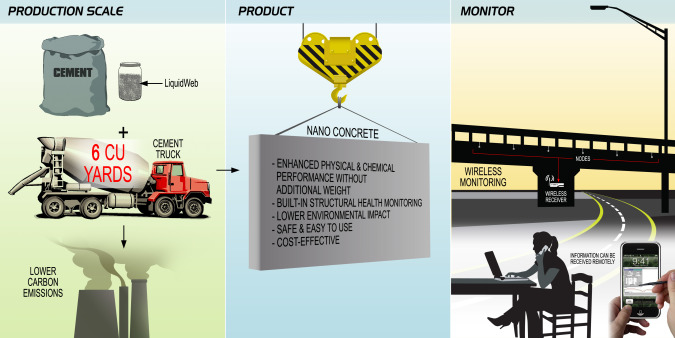 PRODUCTION SCALE
CEMENT
LiquidWeb
+
6 CU
YARDS
CEMENT
TRUCK
LOWER
CARBON
EMISSIONS
PRODUCT
NANO CONCRETE
- ENHANCED PHYSICAL & CHEMICAL
PERFORMANCE WITHOUT
ADDITIONAL WEIGHT
- BUILT-IN STRUCTURAL HEALTH MONITORING
- LOWER ENVIRONMENTAL IMPACT
- SAFE & EASY TO USE
- COST-EFFECTIVE
MONITOR
NODES
WIRELESS
MONITORING
WIRELESS
RECEIVER
INFORMATION CAN BE
RECEIVED REMOTELY
9:41